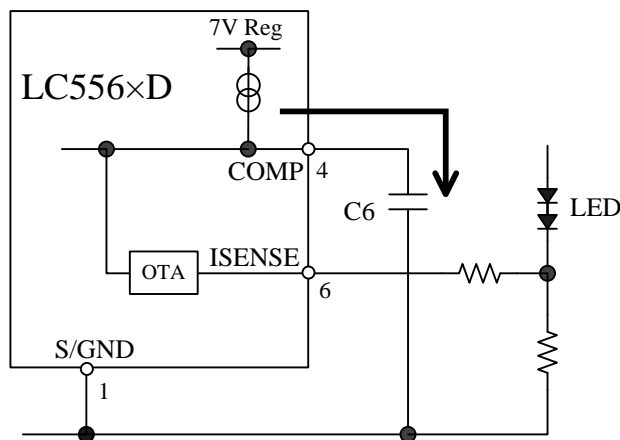 7V Reg
LC556×D
COMP
4
C6
LED
OTA
ISENSE
6
S/GND
1